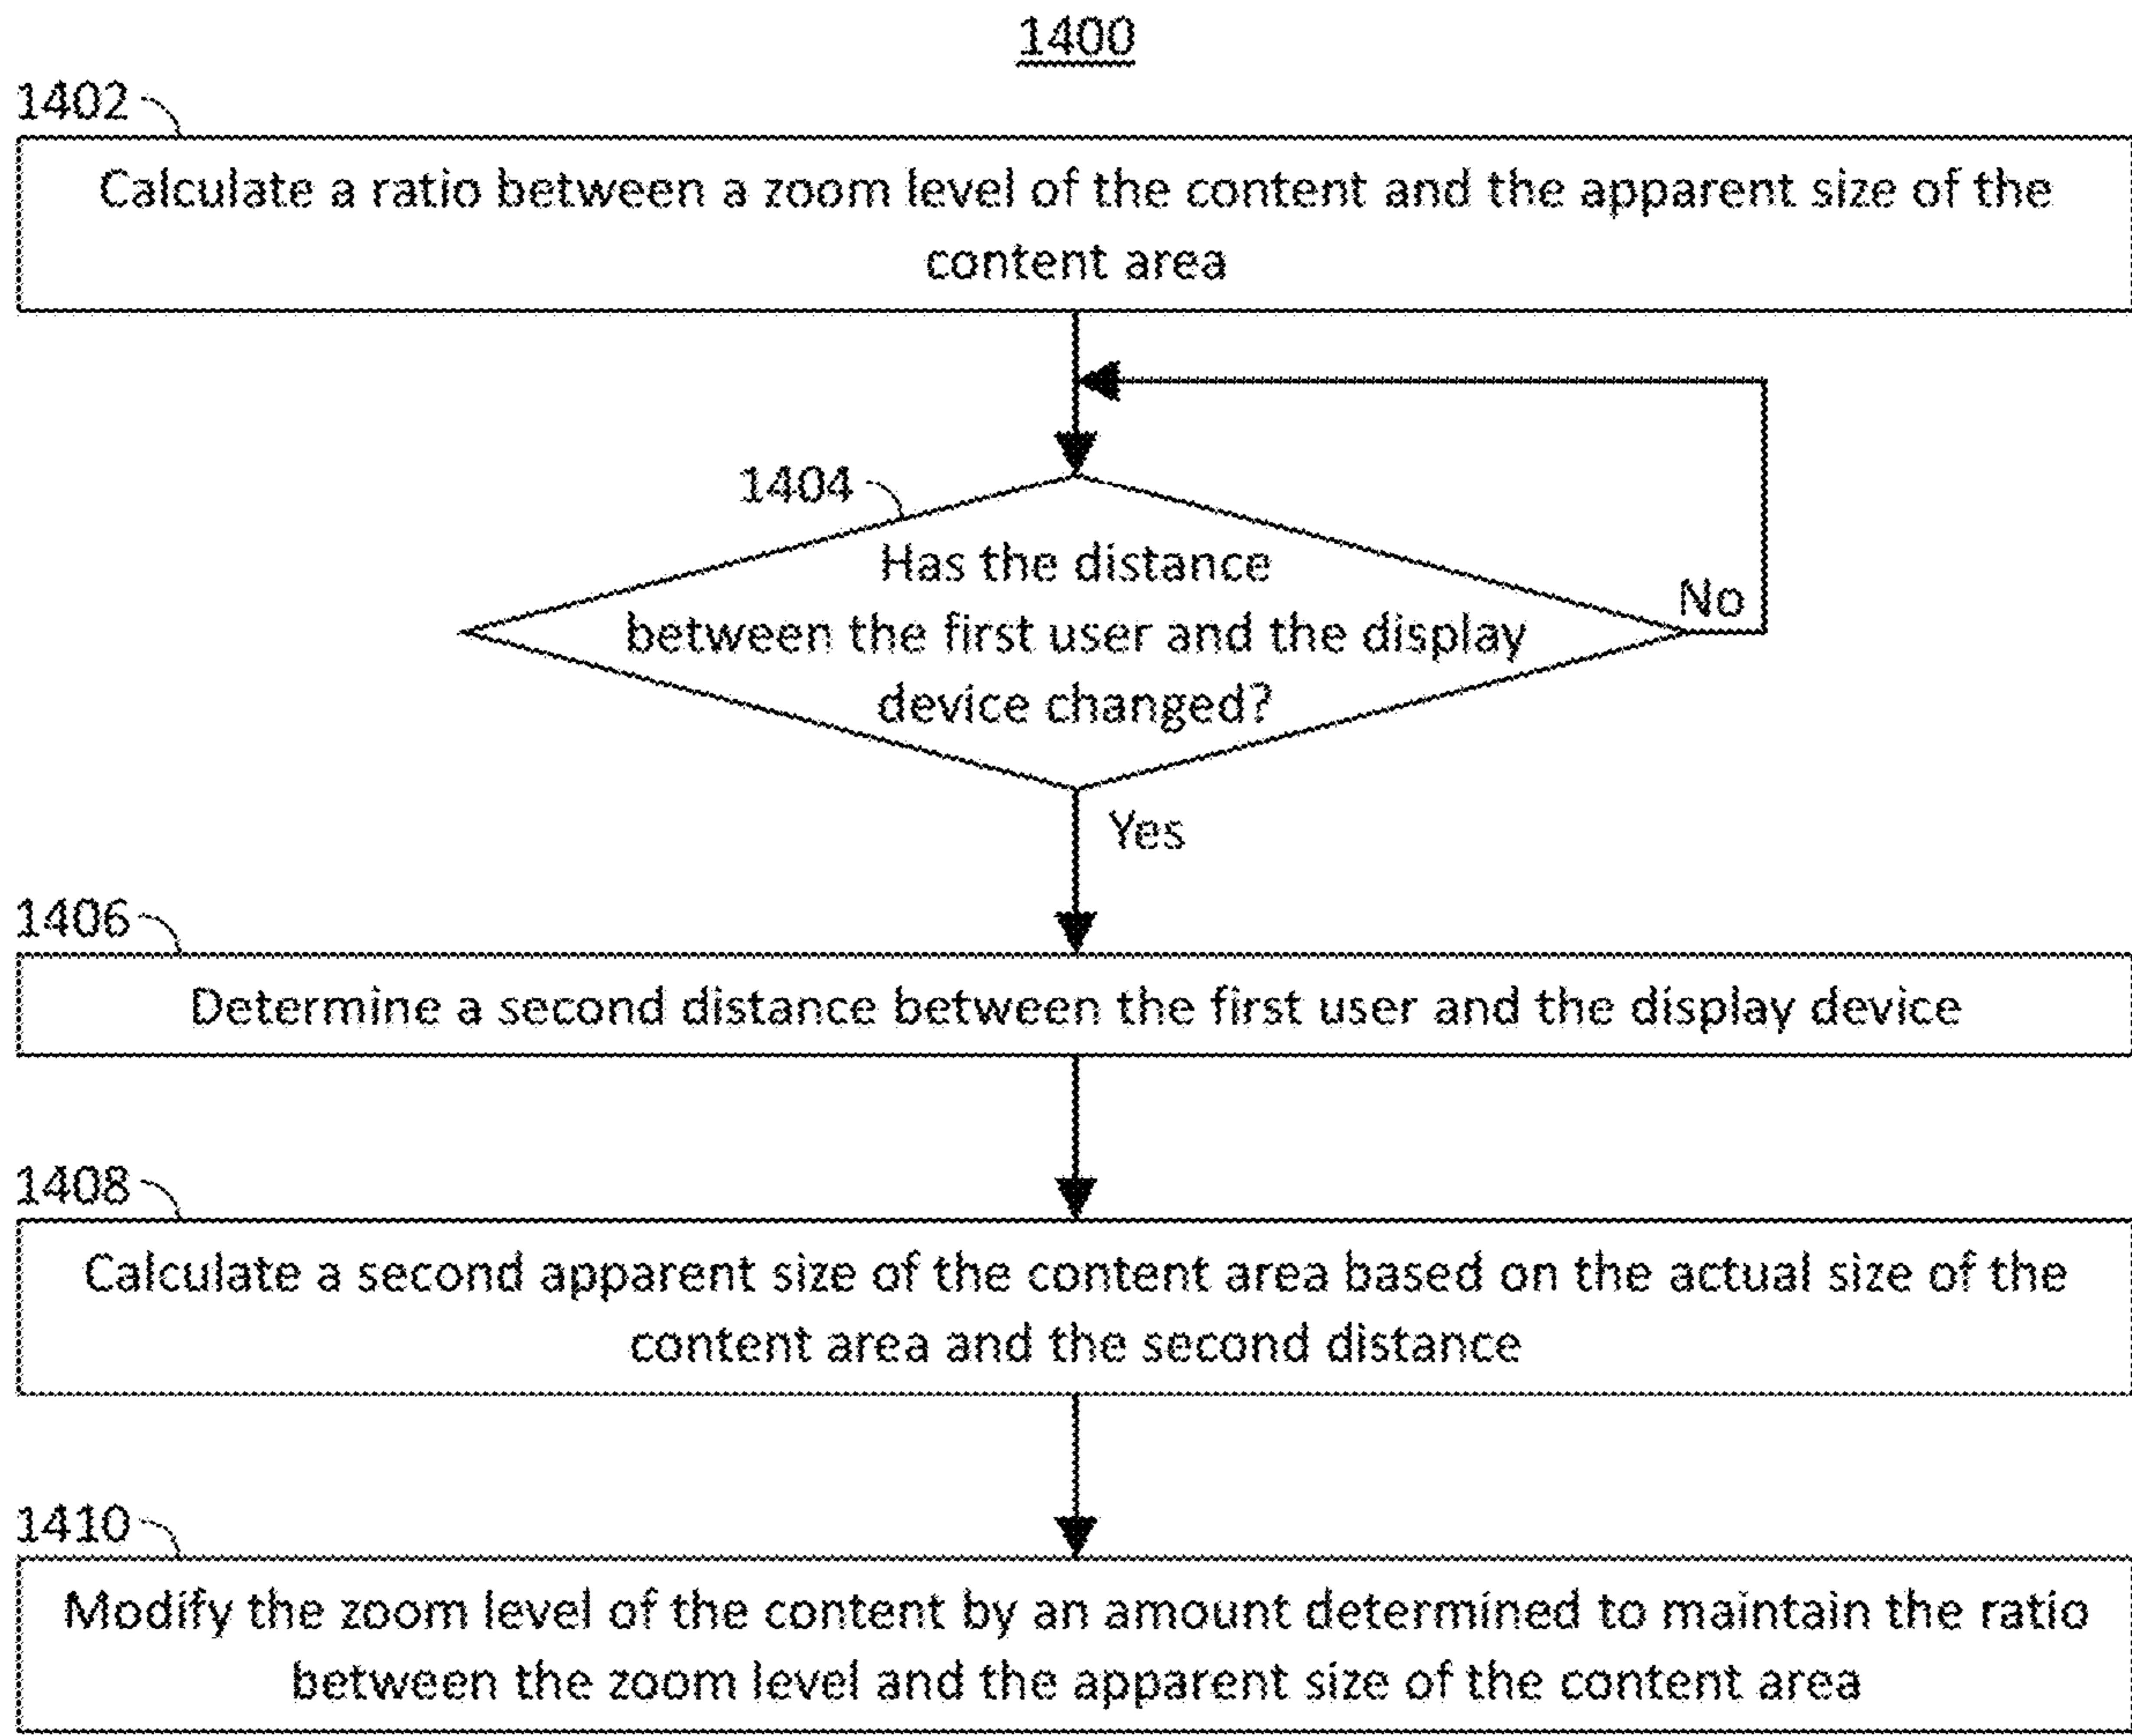 1400
1402
Calculate a ratio between a zoom level of the content and the apparent size of the
content area
1404
Has the distance
between the first user and the display
device changed?
No
Yes
1406
Determine a second distance between the first user and the display device
1408
Calculate a second apparent size of the content area based on the actual size of the
content area and the second distance
1410
Modify the zoom level of the content by an amount determined to maintain the ratio
between the zoom level and the apparent size of the content area